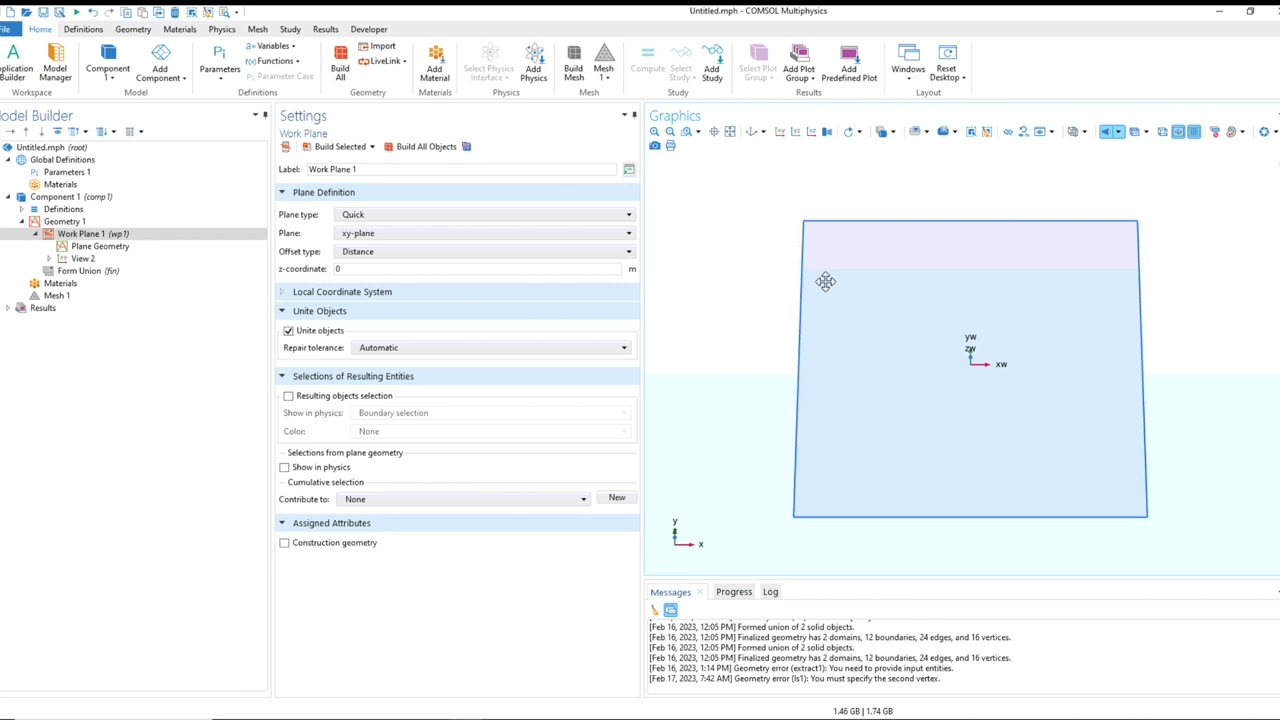 Untitled.mph - COMSOL Multiphysics
File Home Definitions Geometry Materials Physics Mesh Study Results Developer
Application Builder
Model Manager
Workspace
Component 1
Add Component
Model
Parameters
Variables
Functions
Parameter Case
Definitions
Build All
Import
LiveLink
Geometry
Add Material
Materials
Select Physics Interface
Add Physics
Physics
Build Mesh
Mesh 1
Mesh
Compute
Select Study
Add Study
Study
Select Plot Group
Add Plot Group
Add Predefined Plot
Results
Windows
Reset Desktop
Layout
odel Builder
Untitled.mph (root)
Global Definitions
Parameters 1
Materials
Component 1 (comp1)
Definitions
Geometry 1
Work Plane 1 (wp1)
Plane Geometry
View 2
Form Union (fin)
Materials
Mesh 1
Results
Settings
Work Plane
Build Selected
Build All Objects
Label: Work Plane 1
Plane Definition
Plane type: Quick
Plane: xy-plane
Offset type: Distance
z-coordinate: 0 m
Local Coordinate System
Unite Objects
Unite objects
Repair tolerance: Automatic
Selections of Resulting Entities
Resulting objects selection
Show in physics: Boundary selection
Color: None
Selections from plane geometry
Show in physics
Cumulative selection
Contribute to: None New
Assigned Attributes
Construction geometry
Graphics
yw
zw
xw
y
z
x
Messages Progress Log
[Feb 16, 2023, 12:05 PM] Formed union of 2 solid objects.
[Feb 16, 2023, 12:05 PM] Finalized geometry has 2 domains, 12 boundaries, 24 edges, and 16 vertices.
[Feb 16, 2023, 12:05 PM] Formed union of 2 solid objects.
[Feb 16, 2023, 12:05 PM] Finalized geometry has 2 domains, 12 boundaries, 24 edges, and 16 vertices.
[Feb 16, 2023, 1:14 PM] Geometry error (extract1): You need to provide input entities.
[Feb 17, 2023, 7:42 AM] Geometry error (ls1): You must specify the second vertex.
1.46 GB | 1.74 GB